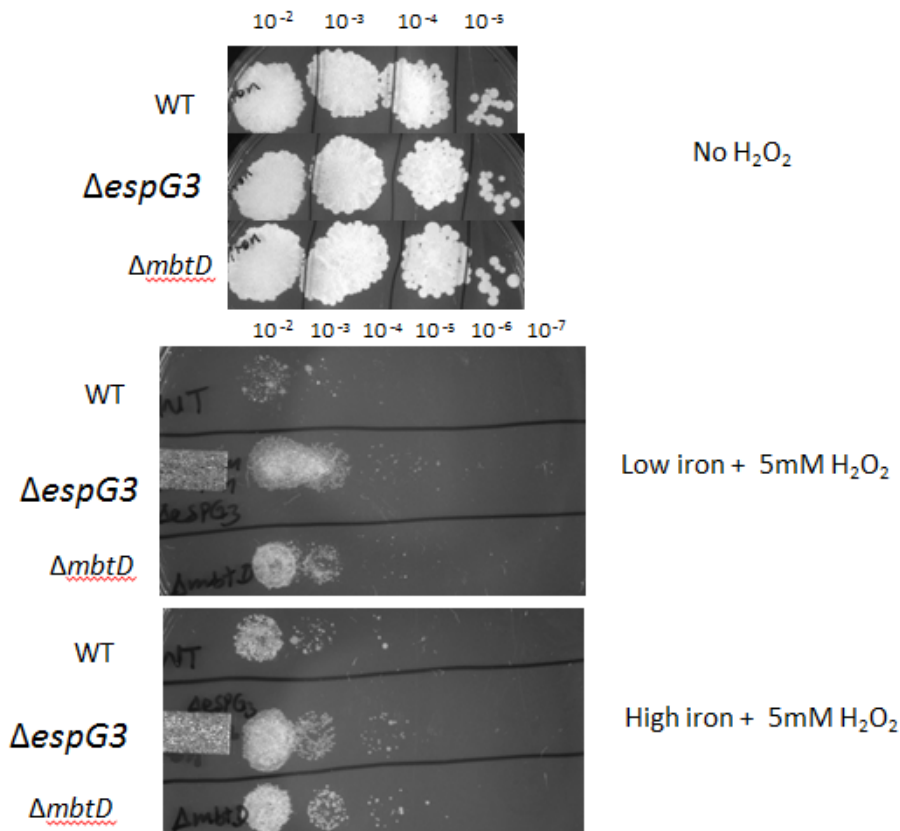 10⁻² 10⁻³ 10⁻⁴ 10⁻⁵
WT
ΔespG3
ΔmbtD
No H₂O₂
10⁻² 10⁻³ 10⁻⁴ 10⁻⁵ 10⁻⁶ 10⁻⁷
WT
WT
ΔespG3
ΔespG3
Low iron + 5mM H₂O₂
ΔmbtD
ΔmbtD
WT
WT
ΔespG3
ΔespG3
High iron + 5mM H₂O₂
ΔmbtD
ΔmbtD